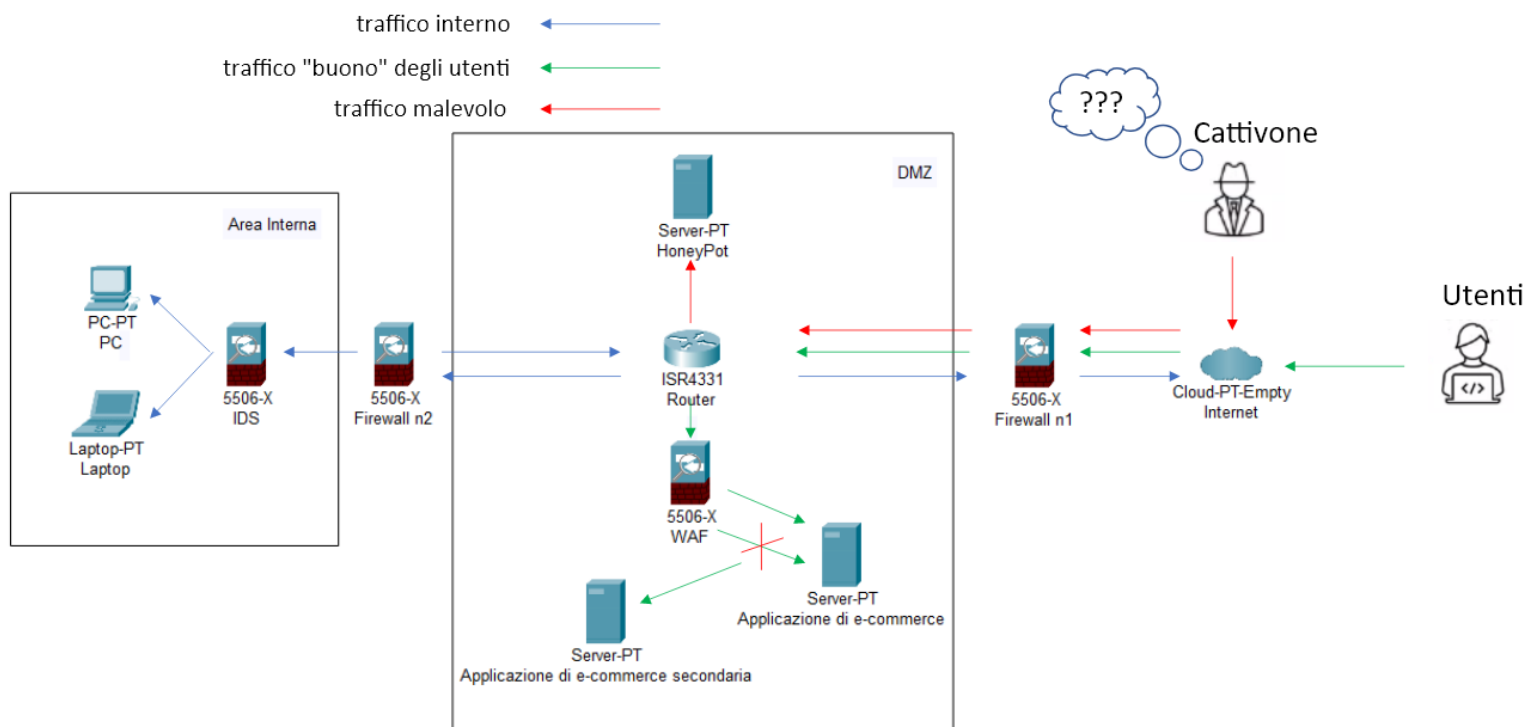 traffico interno
traffico "buono" degli utenti
traffico malevolo
???
Cattivone
DMZ
Area Interna
Server-PT
HoneyPot
Utenti
PC-PT
PC
5506-X
IDS
5506-X
Firewall n2
ISR4331
Router
5506-X
Firewall n1
Cloud-PT-Empty
Internet
Laptop-PT
Laptop
5506-X
WAF
Server-PT
Applicazione di e-commerce
Server-PT
Applicazione di e-commerce secondaria